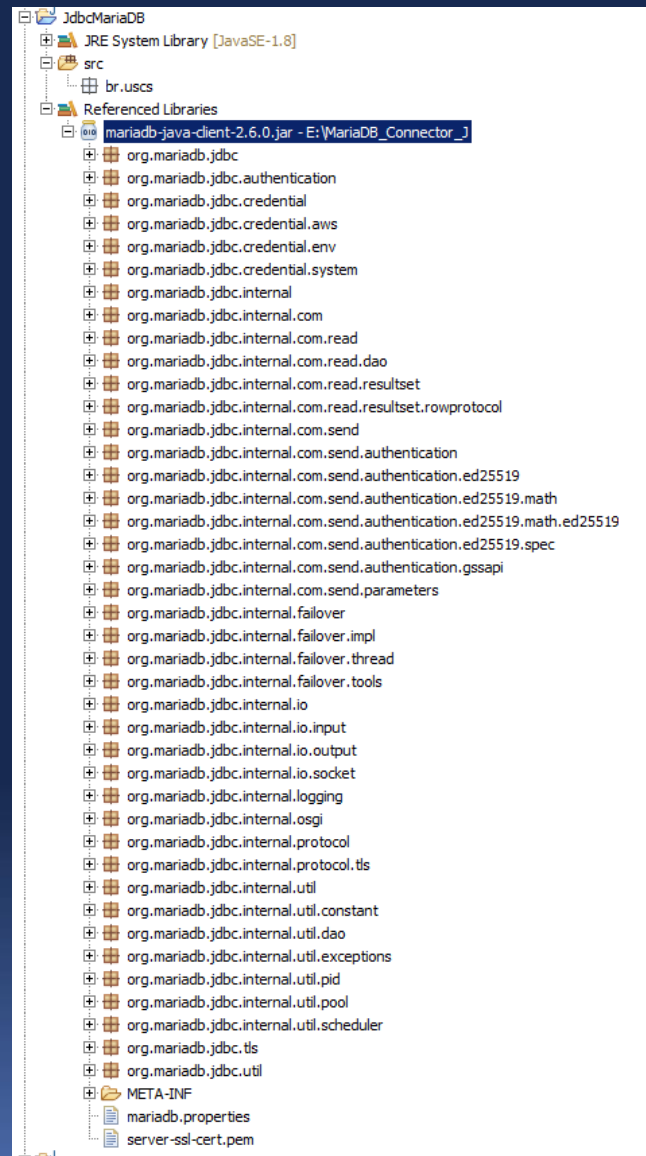 JdbcMariaDB
JRE System Library [JavaSE-1.8]
src
br.uscs
Referenced Libraries
mariadb-java-client-2.6.0.jar - E:\MariaDB_Connector_J
org.mariadb.jdbc
org.mariadb.jdbc.authentication
org.mariadb.jdbc.credential
org.mariadb.jdbc.credential.aws
org.mariadb.jdbc.credential.env
org.mariadb.jdbc.credential.system
org.mariadb.jdbc.internal
org.mariadb.jdbc.internal.com
org.mariadb.jdbc.internal.com.read
org.mariadb.jdbc.internal.com.read.dao
org.mariadb.jdbc.internal.com.read.resultset
org.mariadb.jdbc.internal.com.read.resultset.rowprotocol
org.mariadb.jdbc.internal.com.send
org.mariadb.jdbc.internal.com.send.authentication
org.mariadb.jdbc.internal.com.send.authentication.ed25519
org.mariadb.jdbc.internal.com.send.authentication.ed25519.math
org.mariadb.jdbc.internal.com.send.authentication.ed25519.math.ed25519
org.mariadb.jdbc.internal.com.send.authentication.ed25519.spec
org.mariadb.jdbc.internal.com.send.authentication.gssapi
org.mariadb.jdbc.internal.com.send.parameters
org.mariadb.jdbc.internal.failover
org.mariadb.jdbc.internal.failover.impl
org.mariadb.jdbc.internal.failover.thread
org.mariadb.jdbc.internal.failover.tools
org.mariadb.jdbc.internal.io
org.mariadb.jdbc.internal.io.input
org.mariadb.jdbc.internal.io.output
org.mariadb.jdbc.internal.io.socket
org.mariadb.jdbc.internal.logging
org.mariadb.jdbc.internal.osgi
org.mariadb.jdbc.internal.protocol
org.mariadb.jdbc.internal.protocol.tls
org.mariadb.jdbc.internal.util
org.mariadb.jdbc.internal.util.constant
org.mariadb.jdbc.internal.util.dao
org.mariadb.jdbc.internal.util.exceptions
org.mariadb.jdbc.internal.util.pid
org.mariadb.jdbc.internal.util.pool
org.mariadb.jdbc.internal.util.scheduler
org.mariadb.jdbc.tls
org.mariadb.jdbc.util
META-INF
mariadb.properties
server-ssl-cert.pem